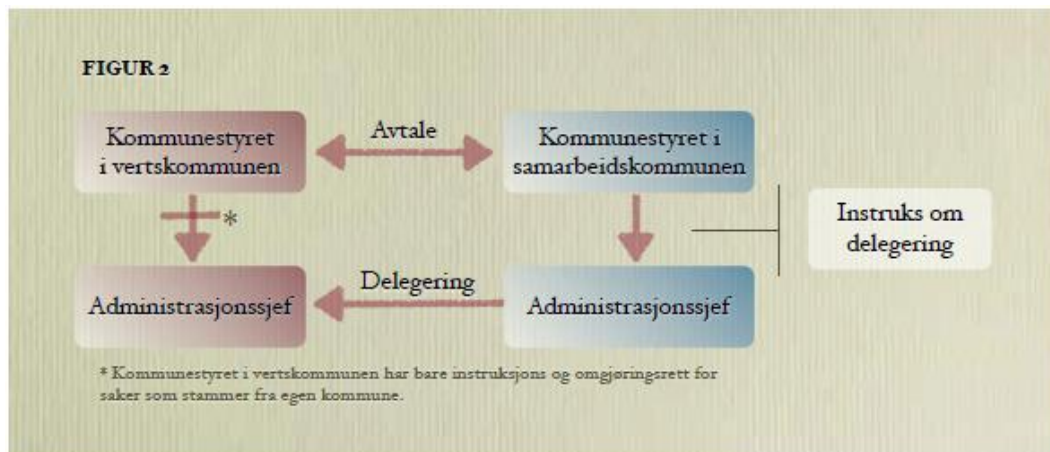 FIGUR 2
Kommunestyret
i vertskommunen
Avtale
Kommunestyret i
samarbeidskommunen
*
Instruks om
delegering
Administrasjonssjef
Delegering
Administrasjonssjef
* Kommunestyret i vertskommunen har bare instruksjons og omgjøringsrett for
saker som stammer fra egen kommune.